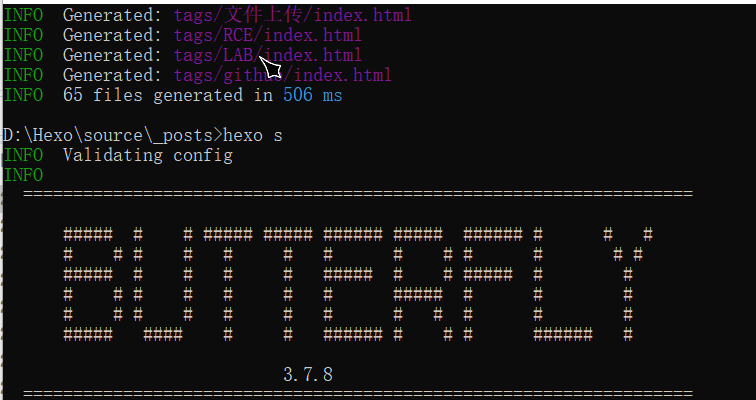 INFO  Generated: tags/文件上传/index.html
INFO  Generated: tags/RCE/index.html
INFO  Generated: tags/LAB/index.html
INFO  Generated: tags/github/index.html
INFO  65 files generated in 506 ms
D:\Hexo\source\_posts>hexo s
INFO  Validating config
INFO
===================================================================
BUTTERFLY
3.7.8
===================================================================